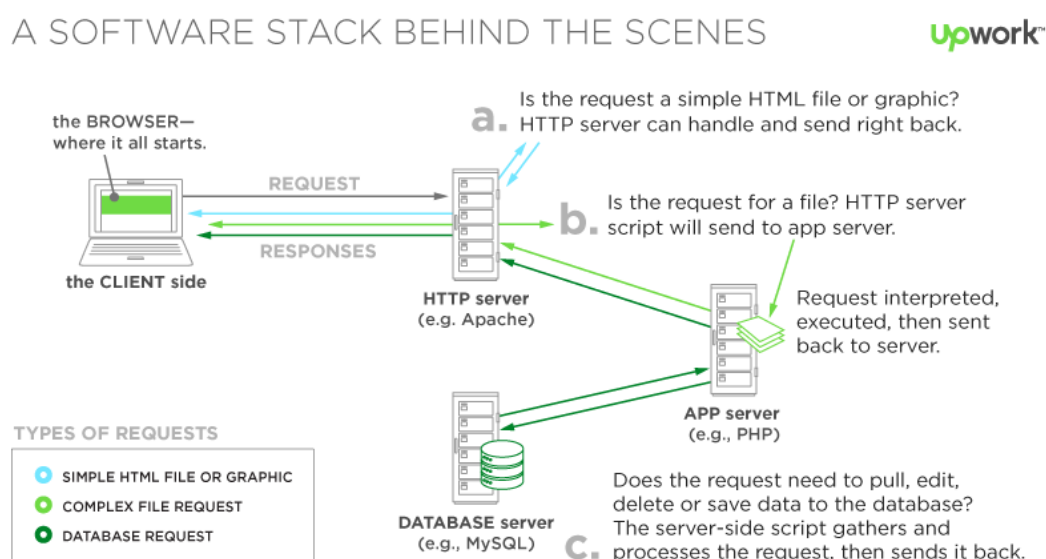 A SOFTWARE STACK BEHIND THE SCENES
Upwork™
the BROWSER—
where it all starts.
a. Is the request a simple HTML file or graphic?
HTTP server can handle and send right back.
REQUEST
RESPONSES
the CLIENT side
HTTP server
(e.g. Apache)
b. Is the request for a file? HTTP server
script will send to app server.
Request interpreted,
executed, then sent
back to server.
APP server
(e.g., PHP)
TYPES OF REQUESTS
SIMPLE HTML FILE OR GRAPHIC
COMPLEX FILE REQUEST
DATABASE REQUEST
DATABASE server
(e.g., MySQL)
c. Does the request need to pull, edit,
delete or save data to the database?
The server-side script gathers and
processes the request, then sends it back.